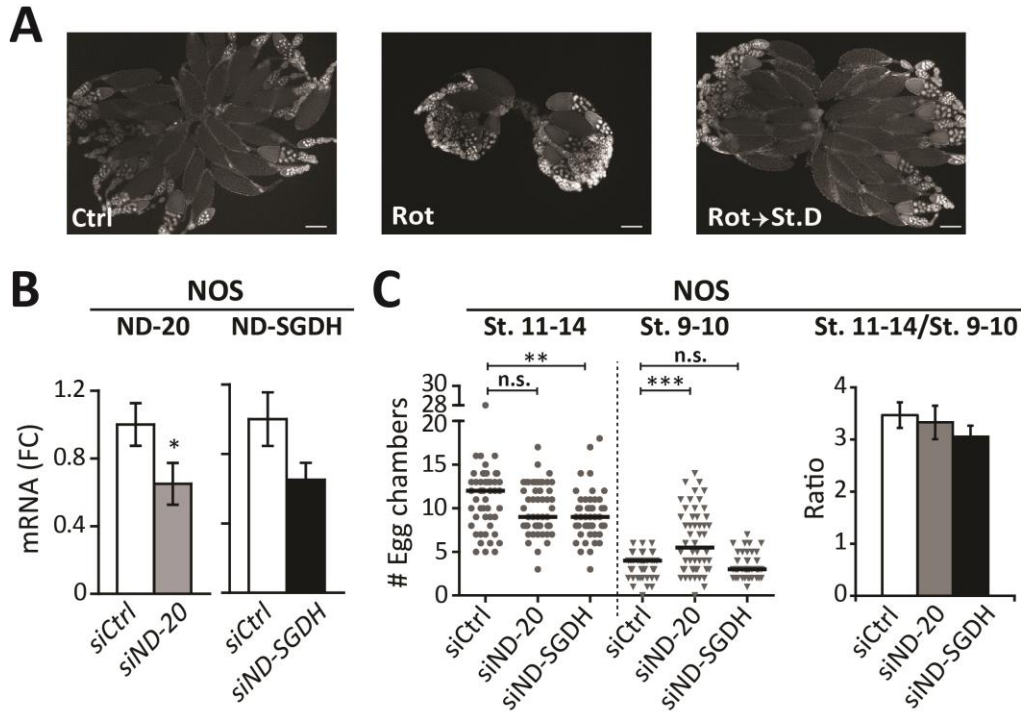 A
Ctrl
Rot
Rot→St.D
B
NOS
ND-20 ND-SGDH
mRNA (FC)
1.2
0.8
0.4
0
*
siCtrl
siND-20
siCtrl
siND-SGDH
C
NOS
St. 11-14 St. 9-10 St. 11-14/St. 9-10
# Egg chambers
30
28
20
15
10
5
0
**
n.s.
n.s.
***
siCtrl
siND-20
siND-SGDH
siCtrl
siND-20
siND-SGDH
Ratio
4
3
2
1
0
siCtrl
siND-20
siND-SGDH